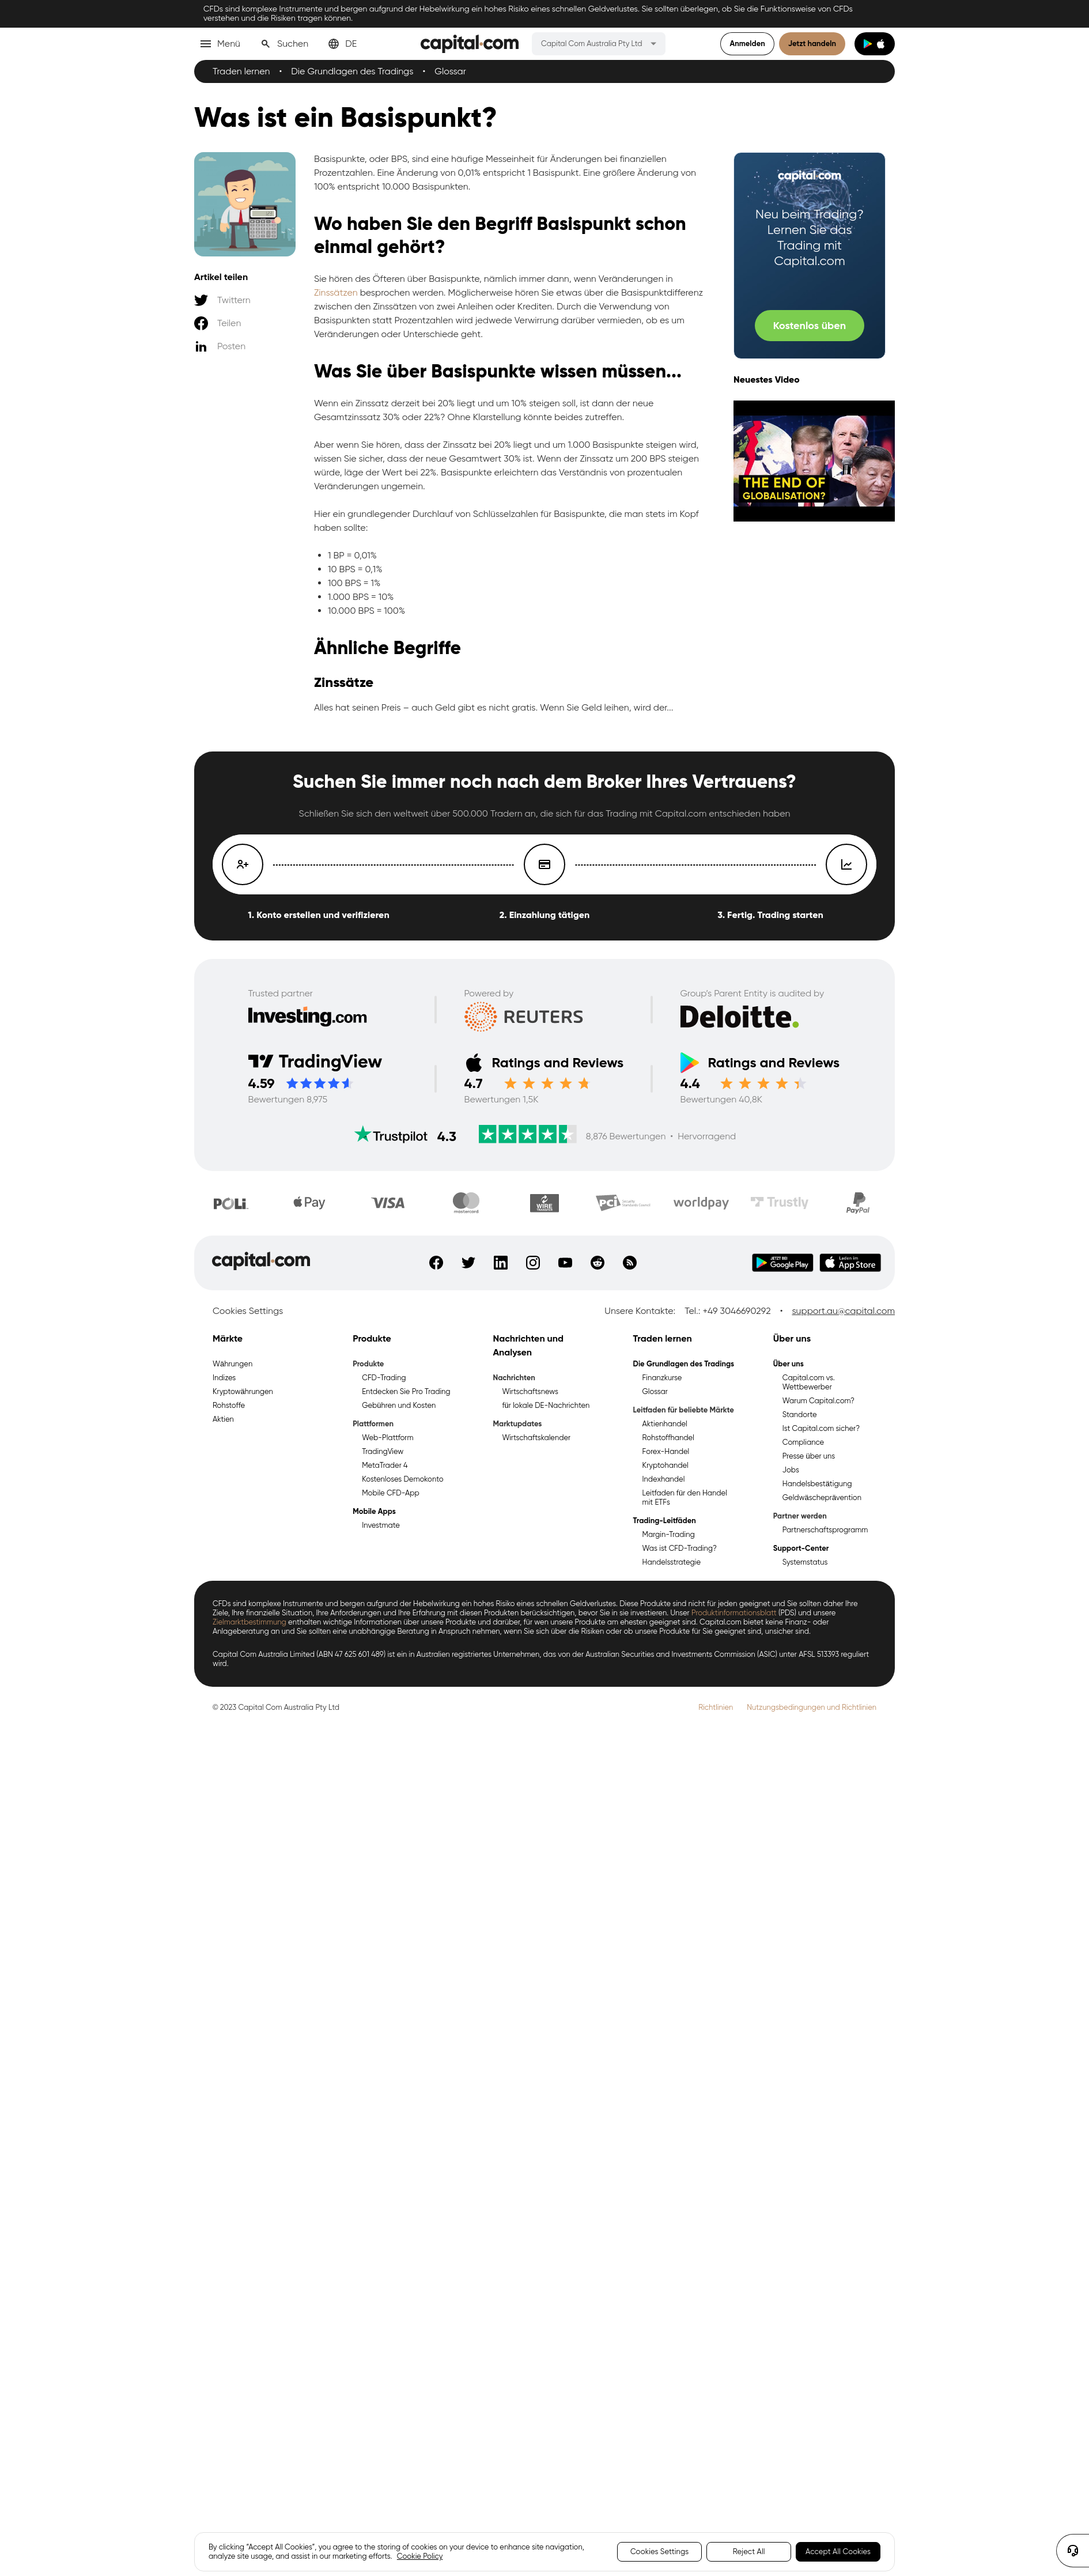 CFDs sind komplexe Instrumente und bergen aufgrund der Hebelwirkung ein hohes Risiko eines schnellen Geldverlustes. Sie sollten überlegen, ob Sie die Funktionsweise von CFDs
verstehen und die Risiken tragen können.
Menü
Suchen
DE
capital·com
Capital Com Australia Pty Ltd
Anmelden
Jetzt handeln
Traden lernen • Die Grundlagen des Tradings • Glossar
Was ist ein Basispunkt?
Artikel teilen
Twittern
Teilen
Posten
Basispunkte, oder BPS, sind eine häufige Messeinheit für Änderungen bei finanziellen
Prozentzahlen. Eine Änderung von 0,01% entspricht 1 Basispunkt. Eine größere Änderung von
100% entspricht 10.000 Basispunkten.
Wo haben Sie den Begriff Basispunkt schon
einmal gehört?
Sie hören des Öfteren über Basispunkte, nämlich immer dann, wenn Veränderungen in
Zinssätzen besprochen werden. Möglicherweise hören Sie etwas über die Basispunktdifferenz
zwischen den Zinssätzen von zwei Anleihen oder Krediten. Durch die Verwendung von
Basispunkten statt Prozentzahlen wird jedwede Verwirrung darüber vermieden, ob es um
Veränderungen oder Unterschiede geht.
Was Sie über Basispunkte wissen müssen...
Wenn ein Zinssatz derzeit bei 20% liegt und um 10% steigen soll, ist dann der neue
Gesamtzinssatz 30% oder 22%? Ohne Klarstellung könnte beides zutreffen.
Aber wenn Sie hören, dass der Zinssatz bei 20% liegt und um 1.000 Basispunkte steigen wird,
wissen Sie sicher, dass der neue Gesamtwert 30% ist. Wenn der Zinssatz um 200 BPS steigen
würde, läge der Wert bei 22%. Basispunkte erleichtern das Verständnis von prozentualen
Veränderungen ungemein.
Hier ein grundlegender Durchlauf von Schlüsselzahlen für Basispunkte, die man stets im Kopf
haben sollte:
• 1 BP = 0,01%
• 10 BPS = 0,1%
• 100 BPS = 1%
• 1.000 BPS = 10%
• 10.000 BPS = 100%
Ähnliche Begriffe
Zinssätze
Alles hat seinen Preis – auch Geld gibt es nicht gratis. Wenn Sie Geld leihen, wird der...
capital·com
Neu beim Trading?
Lernen Sie das
Trading mit
Capital.com
Kostenlos üben
Neuestes Video
THE END OF
GLOBALISATION?
Suchen Sie immer noch nach dem Broker Ihres Vertrauens?
Schließen Sie sich den weltweit über 500.000 Tradern an, die sich für das Trading mit Capital.com entschieden haben
1. Konto erstellen und verifizieren
2. Einzahlung tätigen
3. Fertig. Trading starten
Trusted partner
Investing.com
Powered by
REUTERS
Group's Parent Entity is audited by
Deloitte.
TradingView
4.59
Bewertungen 8,975
Ratings and Reviews
4.7
Bewertungen 1,5K
Ratings and Reviews
4.4
Bewertungen 40,8K
Trustpilot
4.3
8,876 Bewertungen • Hervorragend
POLi
Pay
VISA
mastercard
WIRE TRANSFER
PCI
worldpay
Trustly
PayPal
capital·com
JETZT BEI
Google Play
Laden im
App Store
Cookies Settings
Unsere Kontakte: Tel.: +49 3046690292 • support.au@capital.com
Märkte
Währungen
Indizes
Kryptowährungen
Rohstoffe
Aktien
Produkte
Produkte
CFD-Trading
Entdecken Sie Pro Trading
Gebühren und Kosten
Plattformen
Web-Plattform
TradingView
MetaTrader 4
Kostenloses Demokonto
Mobile CFD-App
Mobile Apps
Investmate
Nachrichten und
Analysen
Nachrichten
Wirtschaftsnews
für lokale DE-Nachrichten
Marktupdates
Wirtschaftskalender
Traden lernen
Die Grundlagen des Tradings
Finanzkurse
Glossar
Leitfaden für beliebte Märkte
Aktienhandel
Rohstoffhandel
Forex-Handel
Kryptohandel
Indexhandel
Leitfaden für den Handel
mit ETFs
Trading-Leitfäden
Margin-Trading
Was ist CFD-Trading?
Handelsstrategie
Über uns
Über uns
Capital.com vs.
Wettbewerber
Warum Capital.com?
Standorte
Ist Capital.com sicher?
Compliance
Presse über uns
Jobs
Handelsbestätigung
Geldwäscheprävention
Partner werden
Partnerschaftsprogramm
Support-Center
Systemstatus
CFDs sind komplexe Instrumente und bergen aufgrund der Hebelwirkung ein hohes Risiko eines schnellen Geldverlustes. Diese Produkte sind nicht für jeden geeignet und Sie sollten daher Ihre
Ziele, Ihre finanzielle Situation, Ihre Anforderungen und Ihre Erfahrung mit diesen Produkten berücksichtigen, bevor Sie in sie investieren. Unser Produktinformationsblatt (PDS) und unsere
Zielmarktbestimmung enthalten wichtige Informationen über unsere Produkte und darüber, für wen unsere Produkte am ehesten geeignet sind. Capital.com bietet keine Finanz- oder
Anlageberatung an und Sie sollten eine unabhängige Beratung in Anspruch nehmen, wenn Sie sich über die Risiken oder ob unsere Produkte für Sie geeignet sind, unsicher sind.
Capital Com Australia Limited (ABN 47 625 601 489) ist ein in Australien registriertes Unternehmen, das von der Australian Securities and Investments Commission (ASIC) unter AFSL 513393 reguliert
wird.
© 2023 Capital Com Australia Pty Ltd
Richtlinien
Nutzungsbedingungen und Richtlinien
By clicking “Accept All Cookies”, you agree to the storing of cookies on your device to enhance site navigation,
analyze site usage, and assist in our marketing efforts. Cookie Policy
Cookies Settings
Reject All
Accept All Cookies